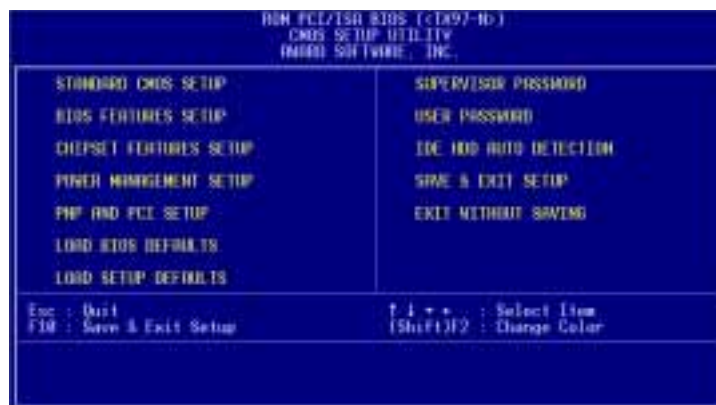 ROM PCI/ISA BIOS (<TX97-N>)
CMOS SETUP UTILITY
AWARD SOFTWARE, INC.
STANDARD CMOS SETUP
BIOS FEATURES SETUP
CHIPSET FEATURES SETUP
POWER MANAGEMENT SETUP
PNP AND PCI SETUP
LOAD BIOS DEFAULTS
LOAD SETUP DEFAULTS
SUPERVISOR PASSWORD
USER PASSWORD
IDE HDD AUTO DETECTION
SAVE & EXIT SETUP
EXIT WITHOUT SAVING
Esc : Quit
F10 : Save & Exit Setup
↑ ↓ → ← : Select Item
(Shift)F2 : Change Color